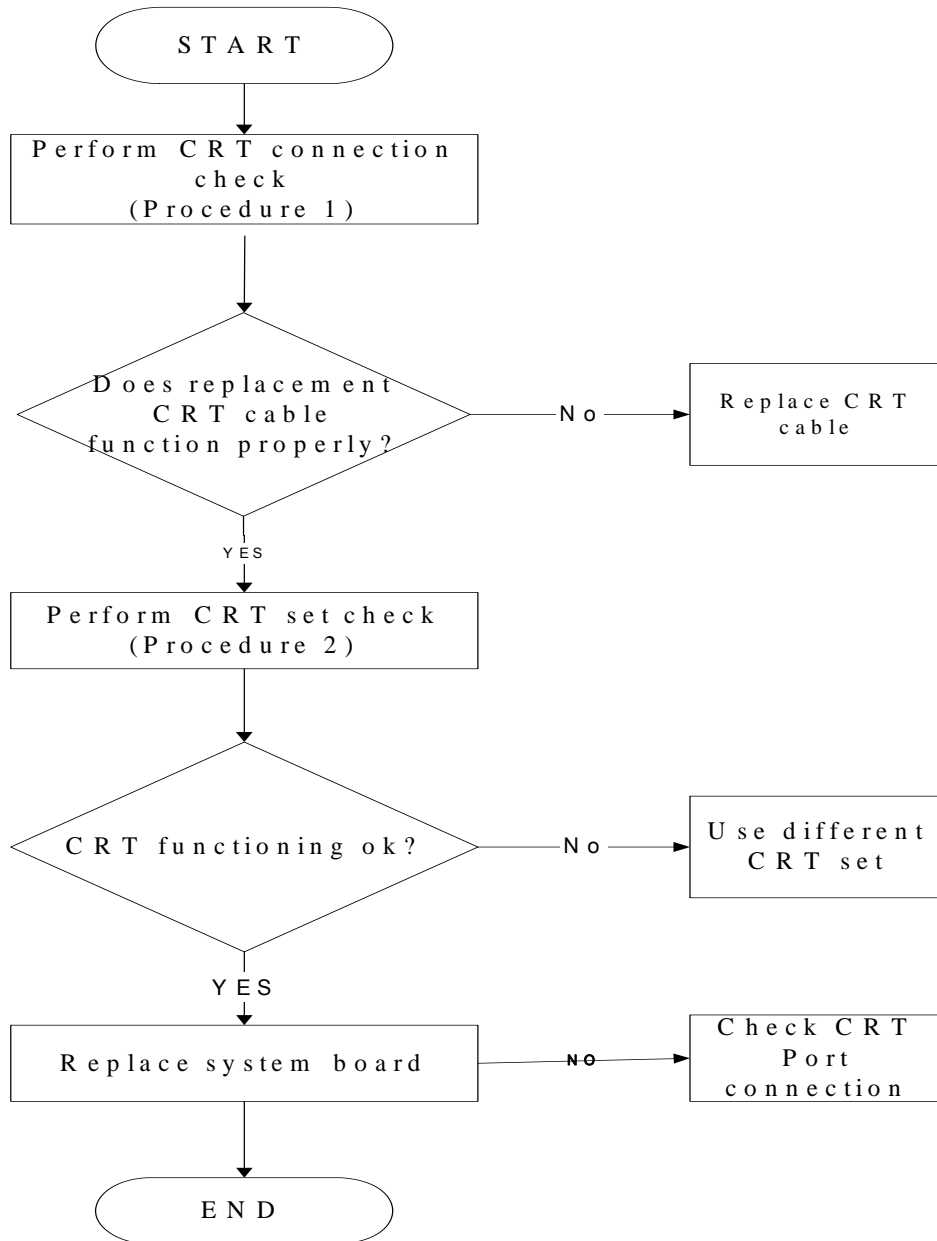 START
Perform CRT connection
check
(Procedure 1)
Does replacement
CRT cable
function properly?
No
Replace CRT
cable
YES
Perform CRT set check
(Procedure 2)
CRT functioning ok?
No
Use different
CRT set
YES
Replace system board
NO
Check CRT
Port
connection
END